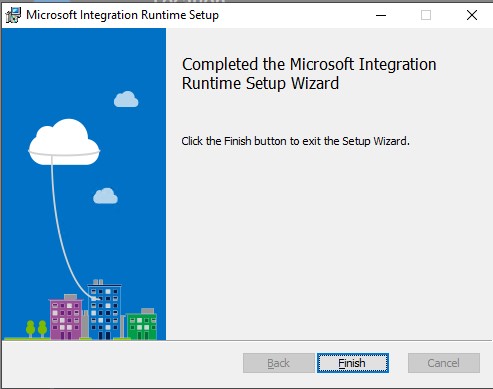 Microsoft Integration Runtime Setup
Completed the Microsoft Integration
Runtime Setup Wizard
Click the Finish button to exit the Setup Wizard.
Back
Finish
Cancel